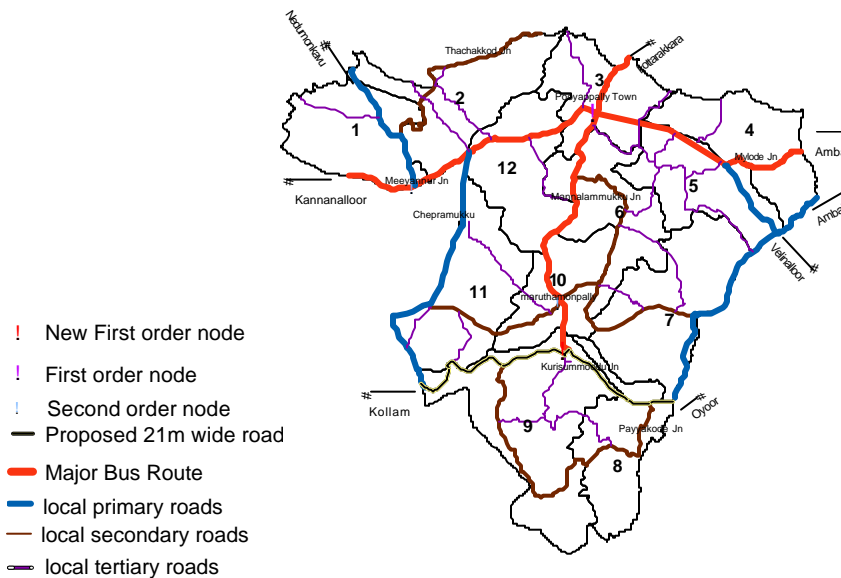 Nedumonkavu
#
Thachakkod Jn
#
ottarakkara
3
2
Pooyappally Town
1
4
Mylode Jn
Amba
12
5
#
Meeyannur Jn
Kannanalloor
Mannalammukku Jn
Amba
Chepramukku
6
Velinalloor
#
10
11
maruthamonpally
7
Kurisummoodu Jn
#
Kollam
#
Oyoor
9
Payyakode Jn
8
! New First order node
! First order node
! Second order node
Proposed 21m wide road
Major Bus Route
local primary roads
local secondary roads
local tertiary roads